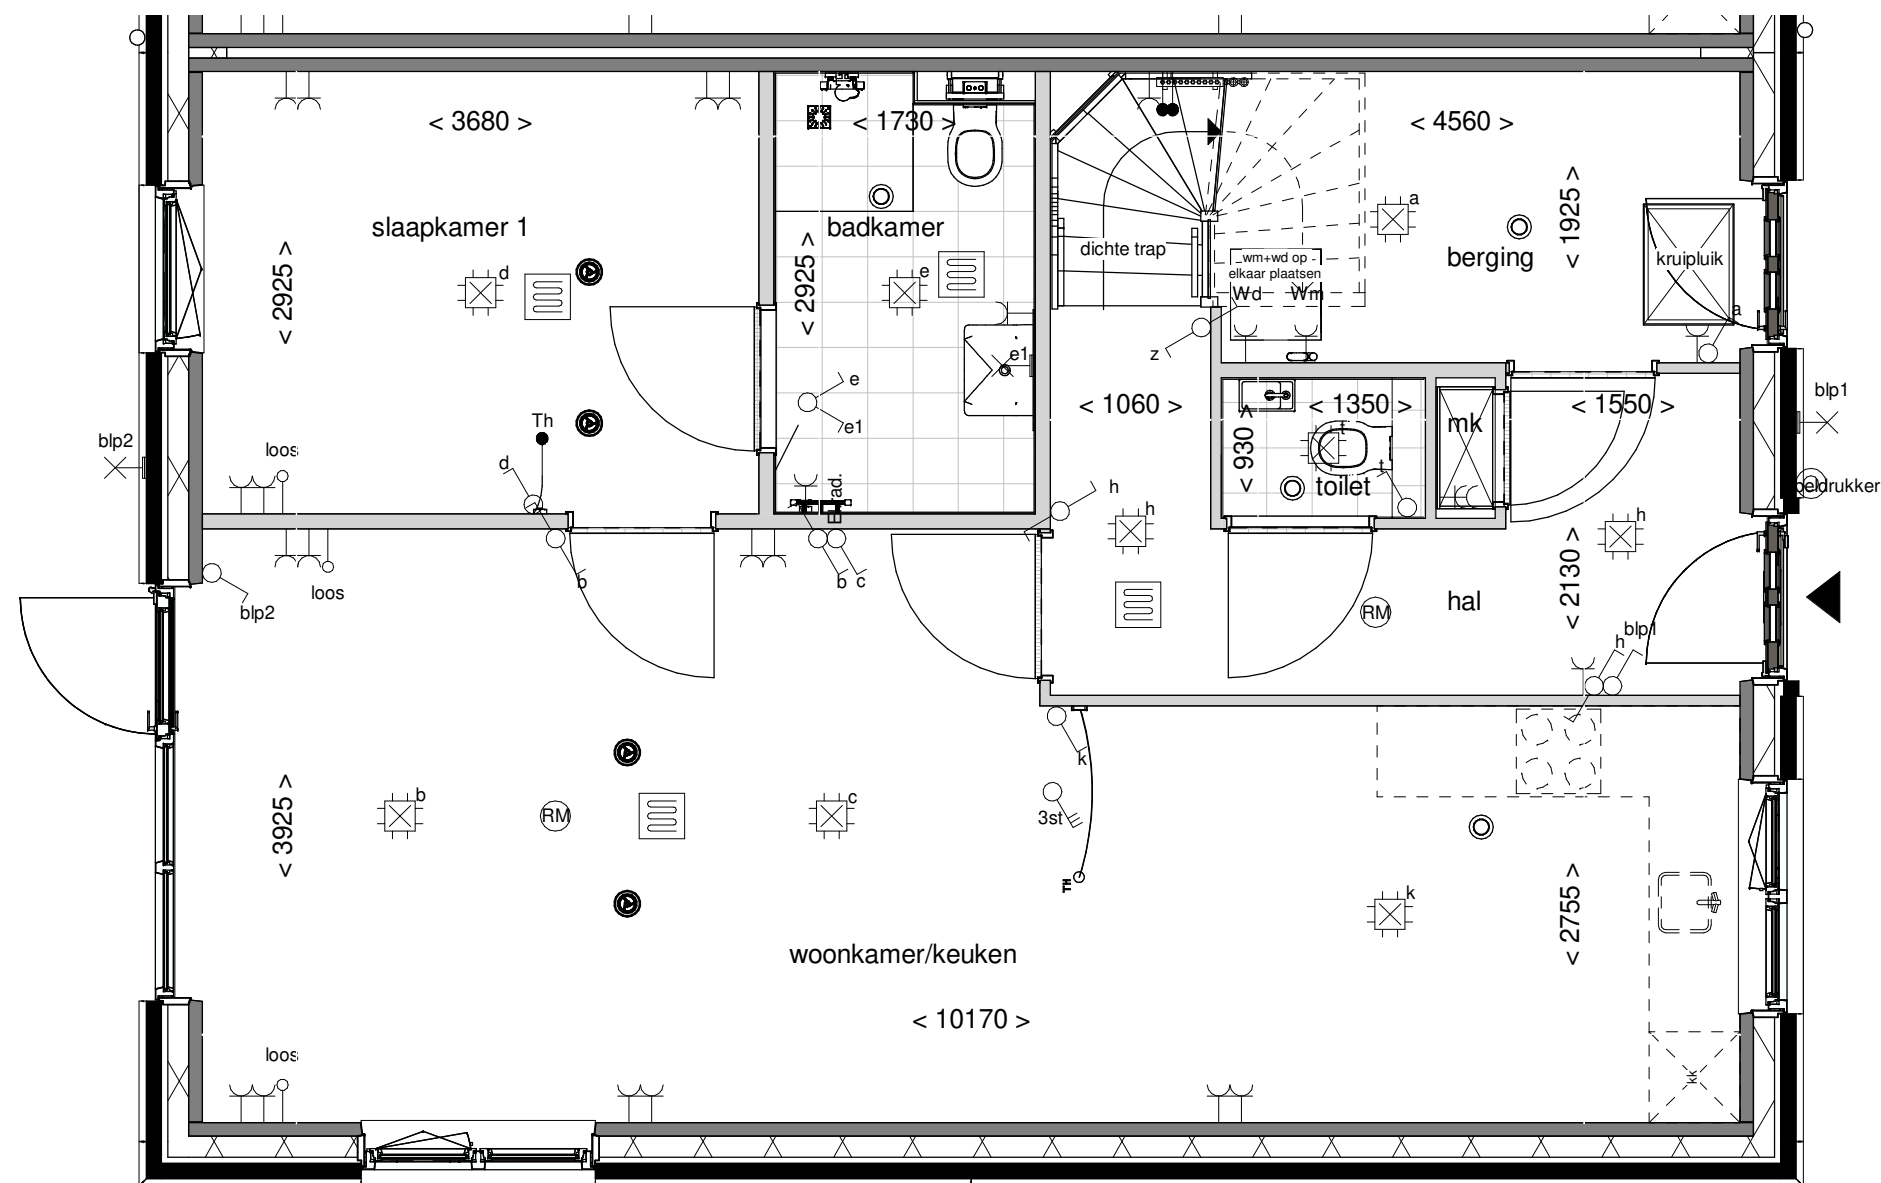 < 3680 >
< 1730 >
< 4560 >
slaapkamer 1
badkamer
< 2925 >
< 2925 >
d
e
dichte trap
wm+wd op
elkaar plaatsen
Wd
Wm
a
berging
< 1925 >
kruipluik
a
z
e1
e
e1
< 1060 >
< 930 >
< 1350 >
t
t
toilet
mk
< 1550 >
blp1
beldrukker
blp2
loos
Th
d
rad.
h
h
h
b
b
c
loos
blp2
RM
hal
< 2130 >
blp1
h
k
3st
TH
< 3925 >
b
RM
c
k
< 2755 >
woonkamer/keuken
< 10170 >
loos
kk